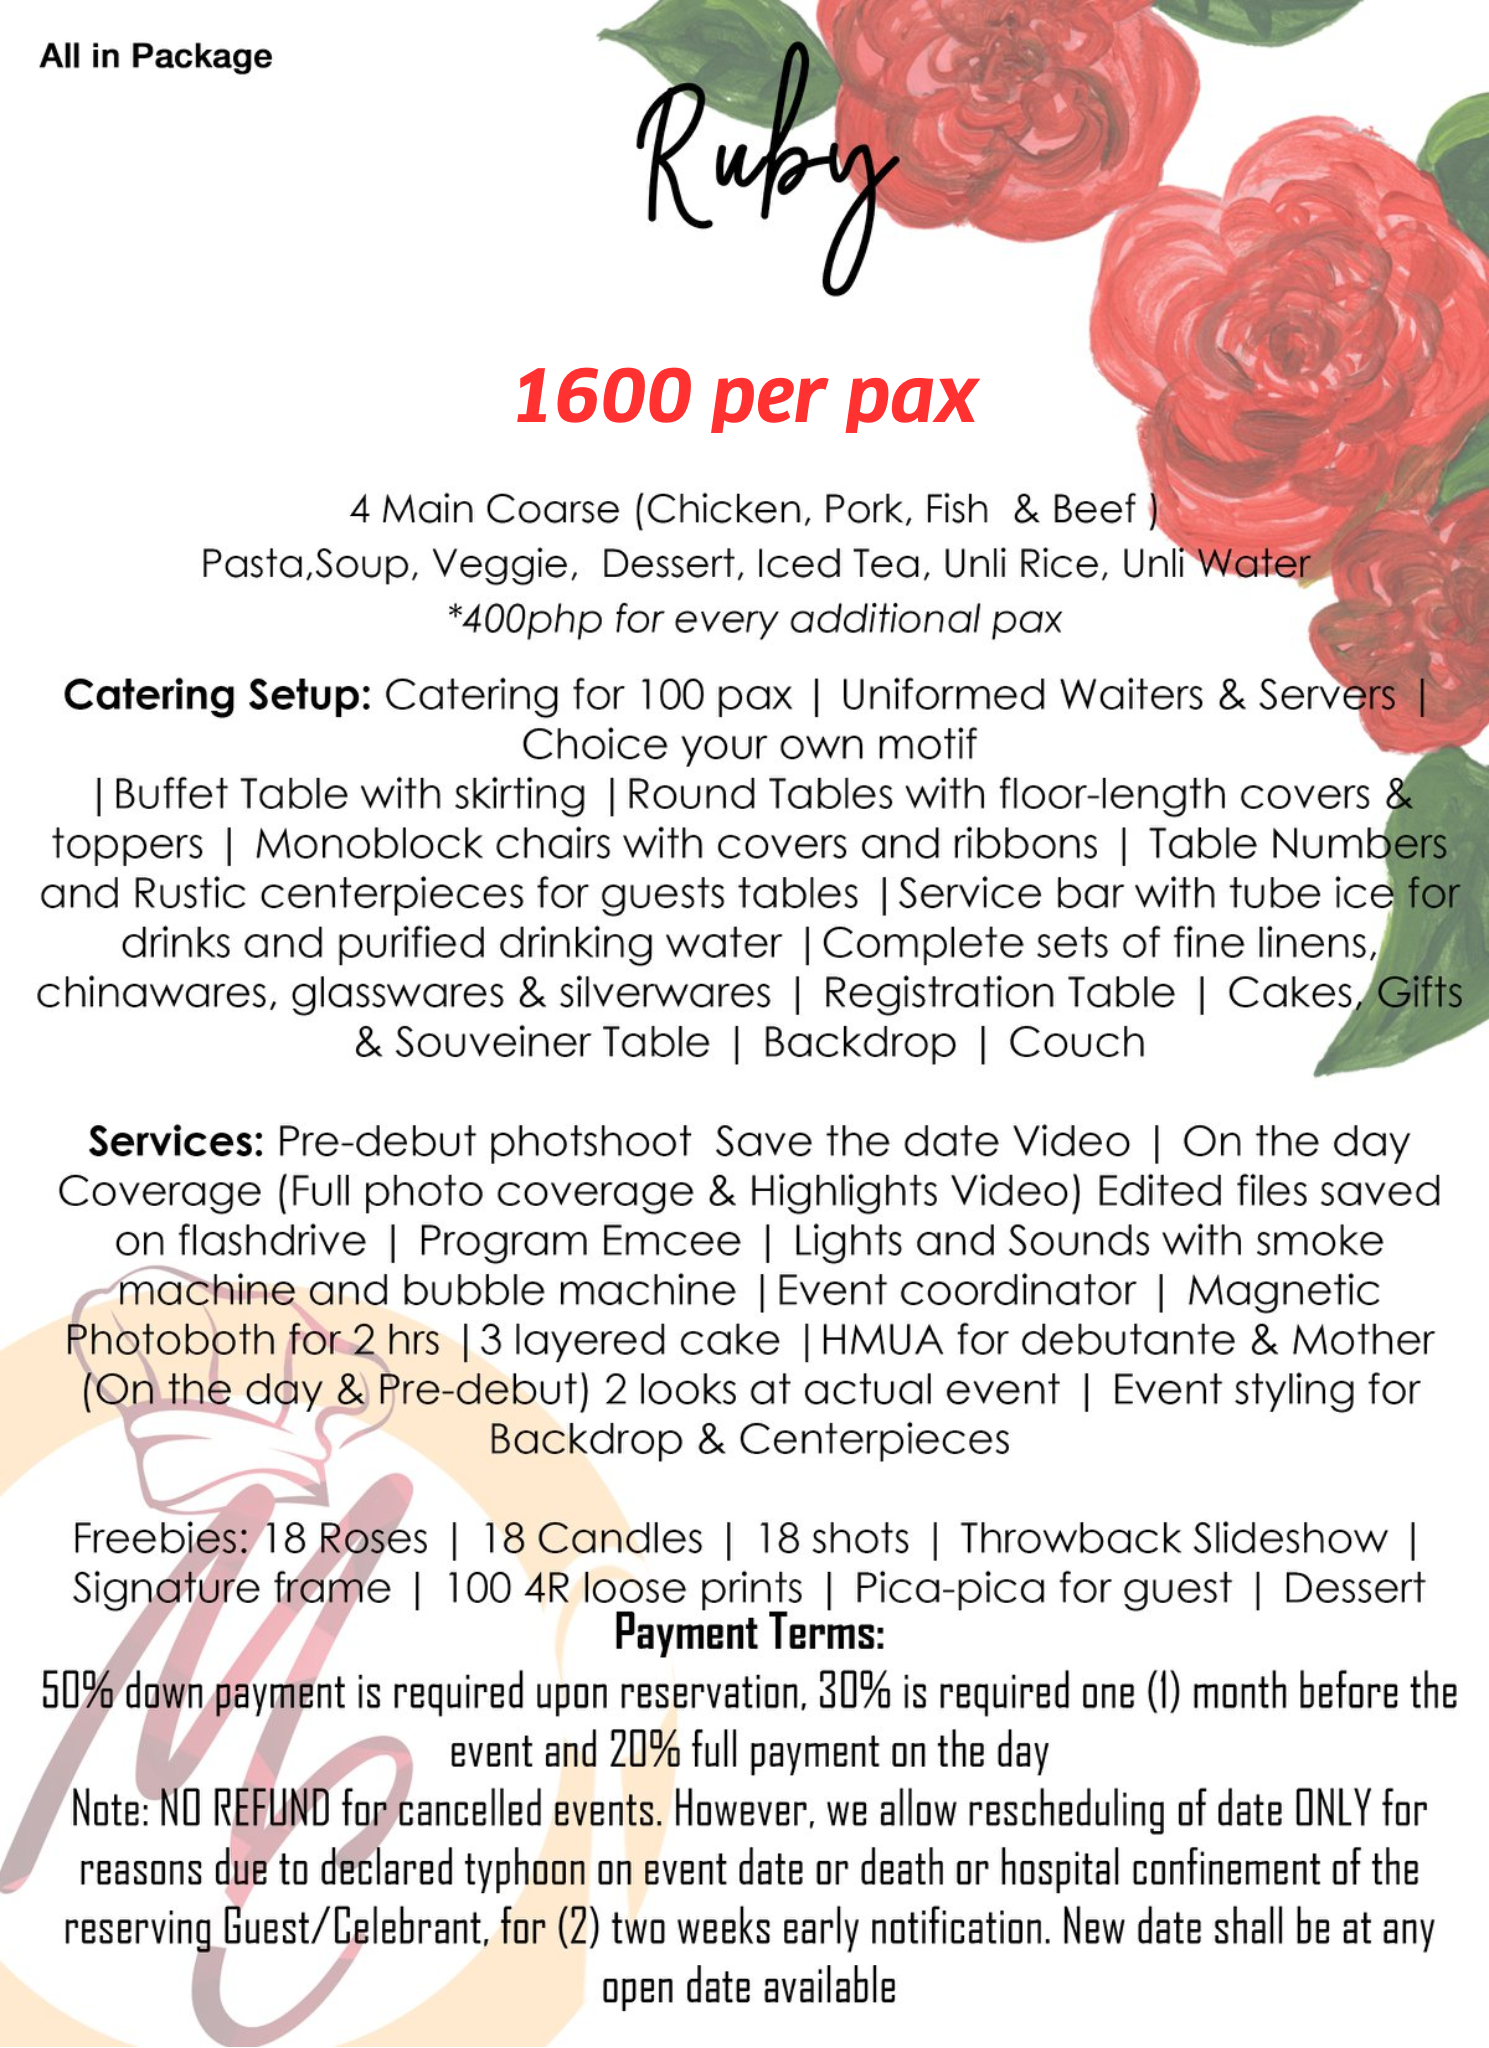 All in Package
Ruby
1600 per pax
4 Main Coarse (Chicken, Pork, Fish & Beef )
Pasta,Soup, Veggie, Dessert, Iced Tea, Unli Rice, Unli Water
*400php for every additional pax
Catering Setup: Catering for 100 pax | Uniformed Waiters & Servers |
Choice your own motif
|Buffet Table with skirting |Round Tables with floor-length covers &
toppers | Monoblock chairs with covers and ribbons | Table Numbers
and Rustic centerpieces for guests tables |Service bar with tube ice for
drinks and purified drinking water |Complete sets of fine linens,
chinawares, glasswares & silverwares | Registration Table | Cakes, Gifts
& Souveiner Table | Backdrop | Couch
Services: Pre-debut photshoot Save the date Video | On the day
Coverage (Full photo coverage & Highlights Video) Edited files saved
on flashdrive | Program Emcee | Lights and Sounds with smoke
machine and bubble machine |Event coordinator | Magnetic
Photoboth for 2 hrs |3 layered cake |HMUA for debutante & Mother
(On the day & Pre-debut) 2 looks at actual event | Event styling for
Backdrop & Centerpieces
Freebies: 18 Roses | 18 Candles | 18 shots | Throwback Slideshow |
Signature frame | 100 4R loose prints | Pica-pica for guest | Dessert
Payment Terms:
50% down payment is required upon reservation, 30% is required one (1) month before the
event and 20% full payment on the day
Note: NO REFUND for cancelled events. However, we allow rescheduling of date ONLY for
reasons due to declared typhoon on event date or death or hospital confinement of the
reserving Guest/Celebrant, for (2) two weeks early notification. New date shall be at any
open date available